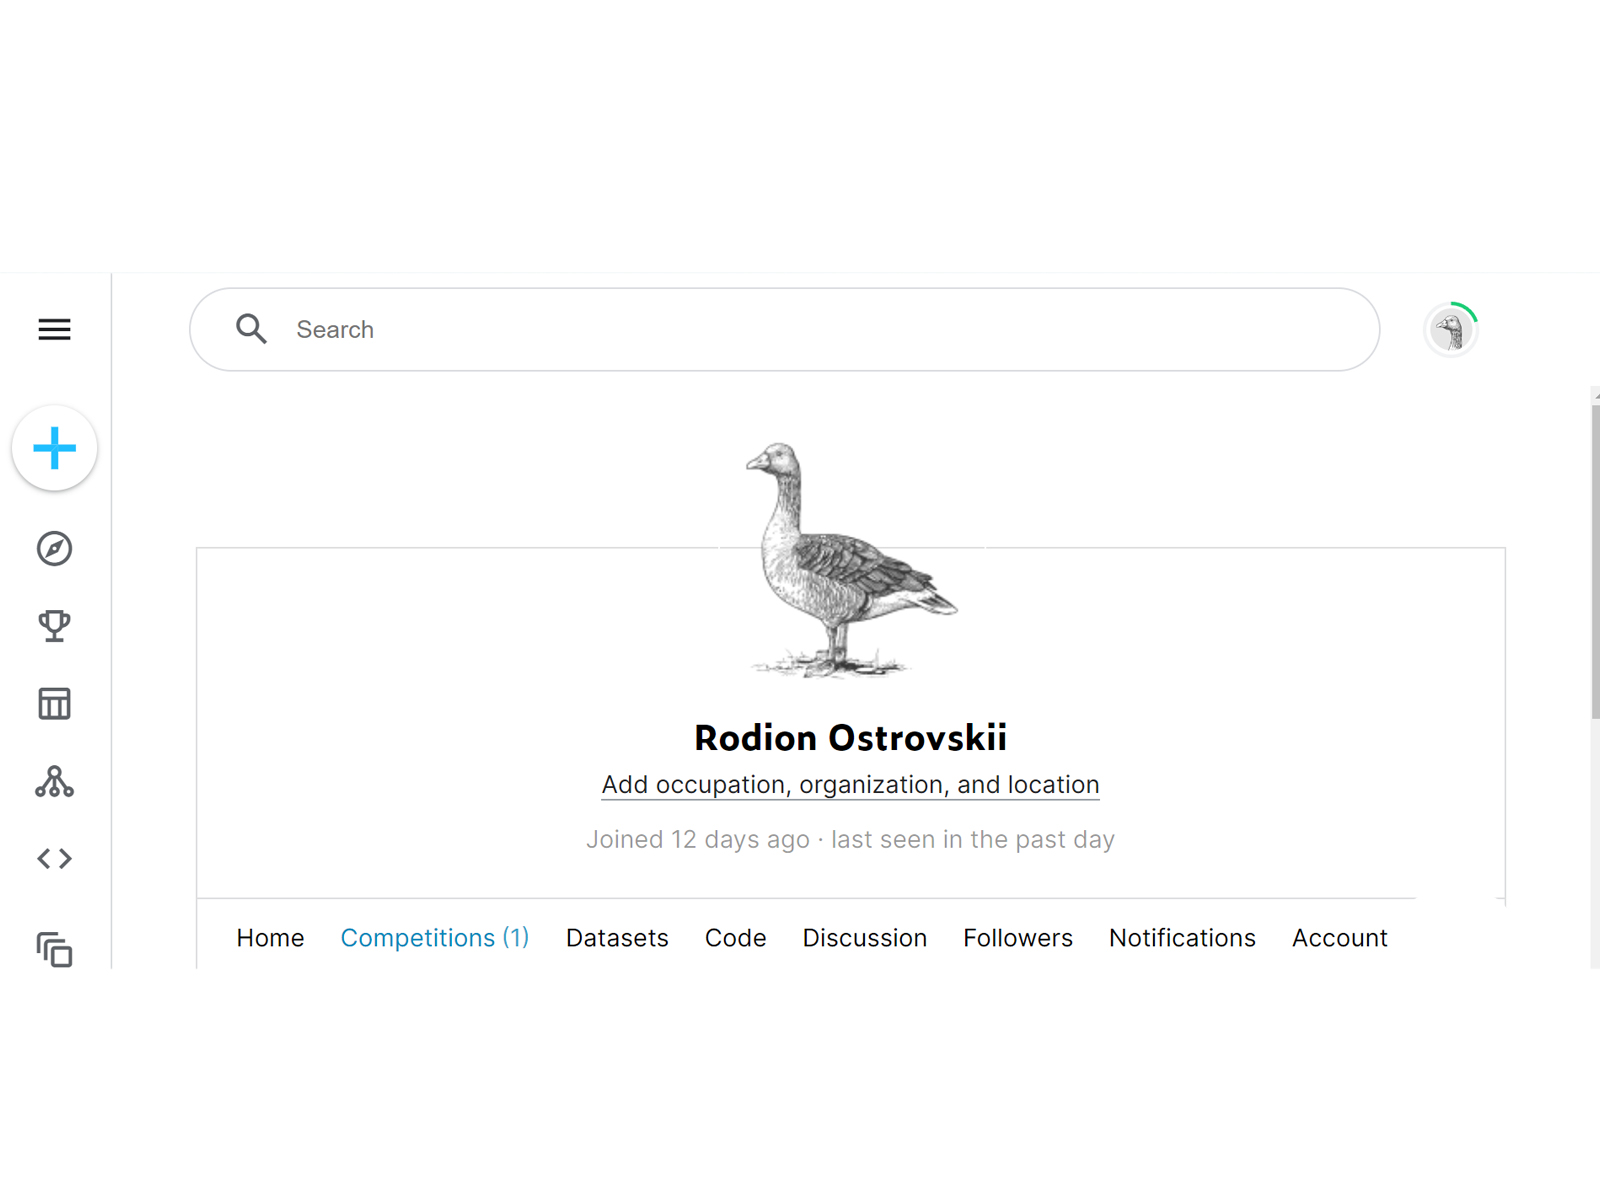 Search
Rodion Ostrovskii
Add occupation, organization, and location
Joined 12 days ago · last seen in the past day
Home Competitions (1) Datasets Code Discussion Followers Notifications Account